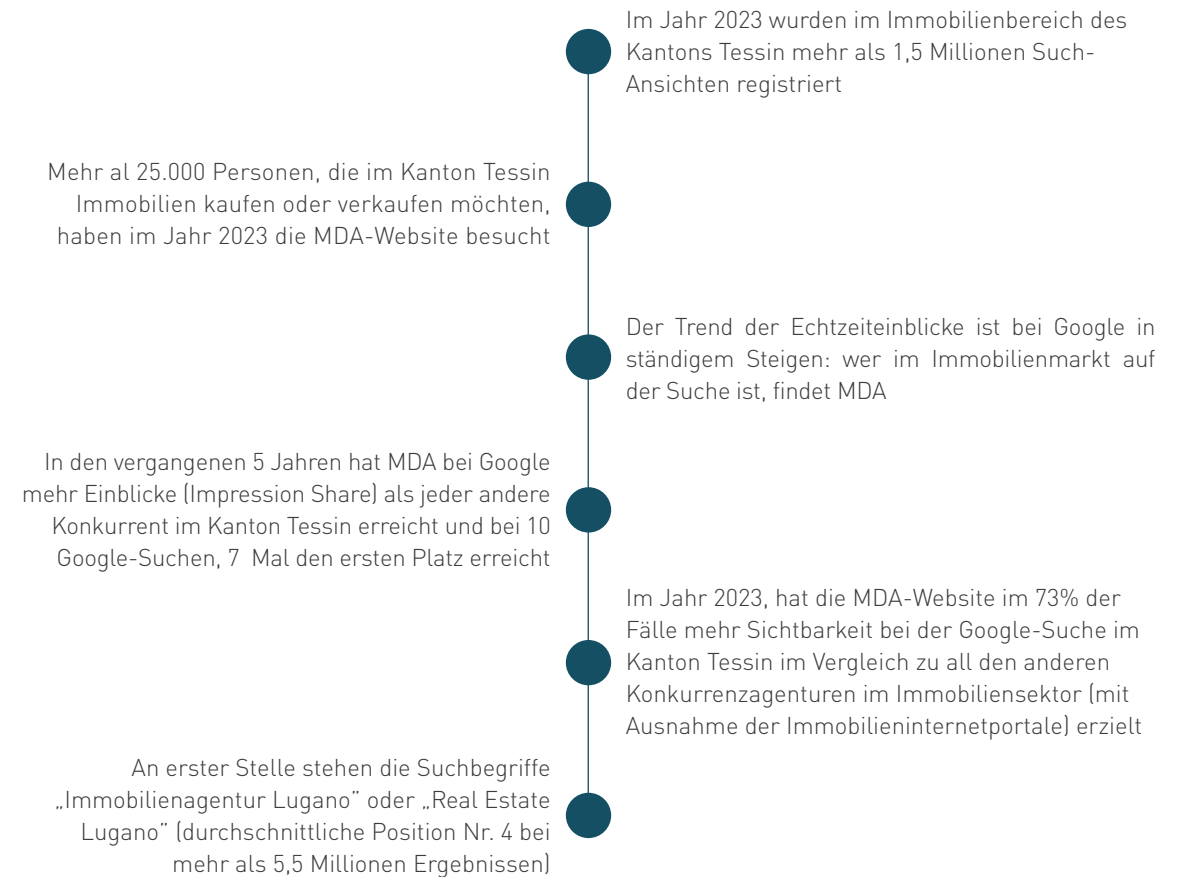 Im Jahr 2023 wurden im Immobilienbereich des
Kantons Tessin mehr als 1,5 Millionen Such-
Ansichten registriert
Mehr al 25.000 Personen, die im Kanton Tessin
Immobilien kaufen oder verkaufen möchten,
haben im Jahr 2023 die MDA-Website besucht
Der Trend der Echtzeiteinblicke ist bei Google in
ständigem Steigen: wer im Immobilienmarkt auf
der Suche ist, findet MDA
In den vergangenen 5 Jahren hat MDA bei Google
mehr Einblicke (Impression Share) als jeder andere
Konkurrent im Kanton Tessin erreicht und bei 10
Google-Suchen, 7 Mal den ersten Platz erreicht
Im Jahr 2023, hat die MDA-Website im 73% der
Fälle mehr Sichtbarkeit bei der Google-Suche im
Kanton Tessin im Vergleich zu all den anderen
Konkurrenzagenturen im Immobiliensektor (mit
Ausnahme der Immobilieninternetportale) erzielt
An erster Stelle stehen die Suchbegriffe
„Immobilienagentur Lugano” oder „Real Estate
Lugano” (durchschnittliche Position Nr. 4 bei
mehr als 5,5 Millionen Ergebnissen)